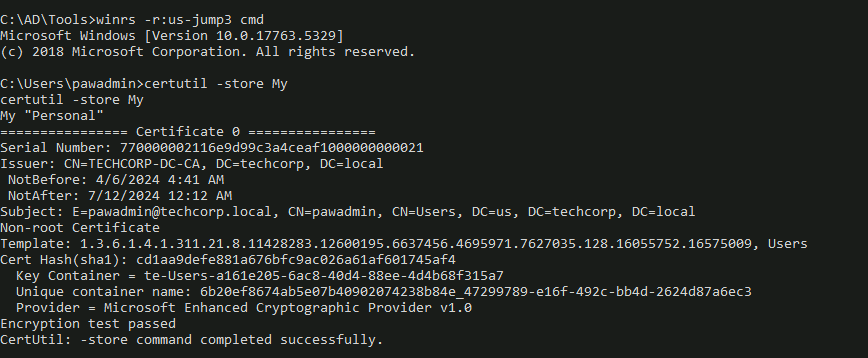 C:\AD\Tools>winrs -r:us-jump3 cmd
Microsoft Windows [Version 10.0.17763.5329]
(c) 2018 Microsoft Corporation. All rights reserved.
C:\Users\pawadmin>certutil -store My
certutil -store My
My "Personal"
================ Certificate 0 ================
Serial Number: 770000002116e9d99c3a4ceaf1000000000021
Issuer: CN=TECHCORP-DC-CA, DC=techcorp, DC=local
NotBefore: 4/6/2024 4:41 AM
NotAfter: 7/12/2024 12:12 AM
Subject: E=pawadmin@techcorp.local, CN=pawadmin, CN=Users, DC=us, DC=techcorp, DC=local
Non-root Certificate
Template: 1.3.6.1.4.1.311.21.8.11428283.12600195.6637456.4695971.7627035.128.16055752.16575009, Users
Cert Hash(sha1): cd1aa9defe881a676bfc9ac026a61af601745af4
Key Container = te-Users-a161e205-6ac8-40d4-88ee-4d4b68f315a7
Unique container name: 6b20ef8674ab5e07b40902074238b84e_47299789-e16f-492c-bb4d-2624d87a6ec3
Provider = Microsoft Enhanced Cryptographic Provider v1.0
Encryption test passed
CertUtil: -store command completed successfully.